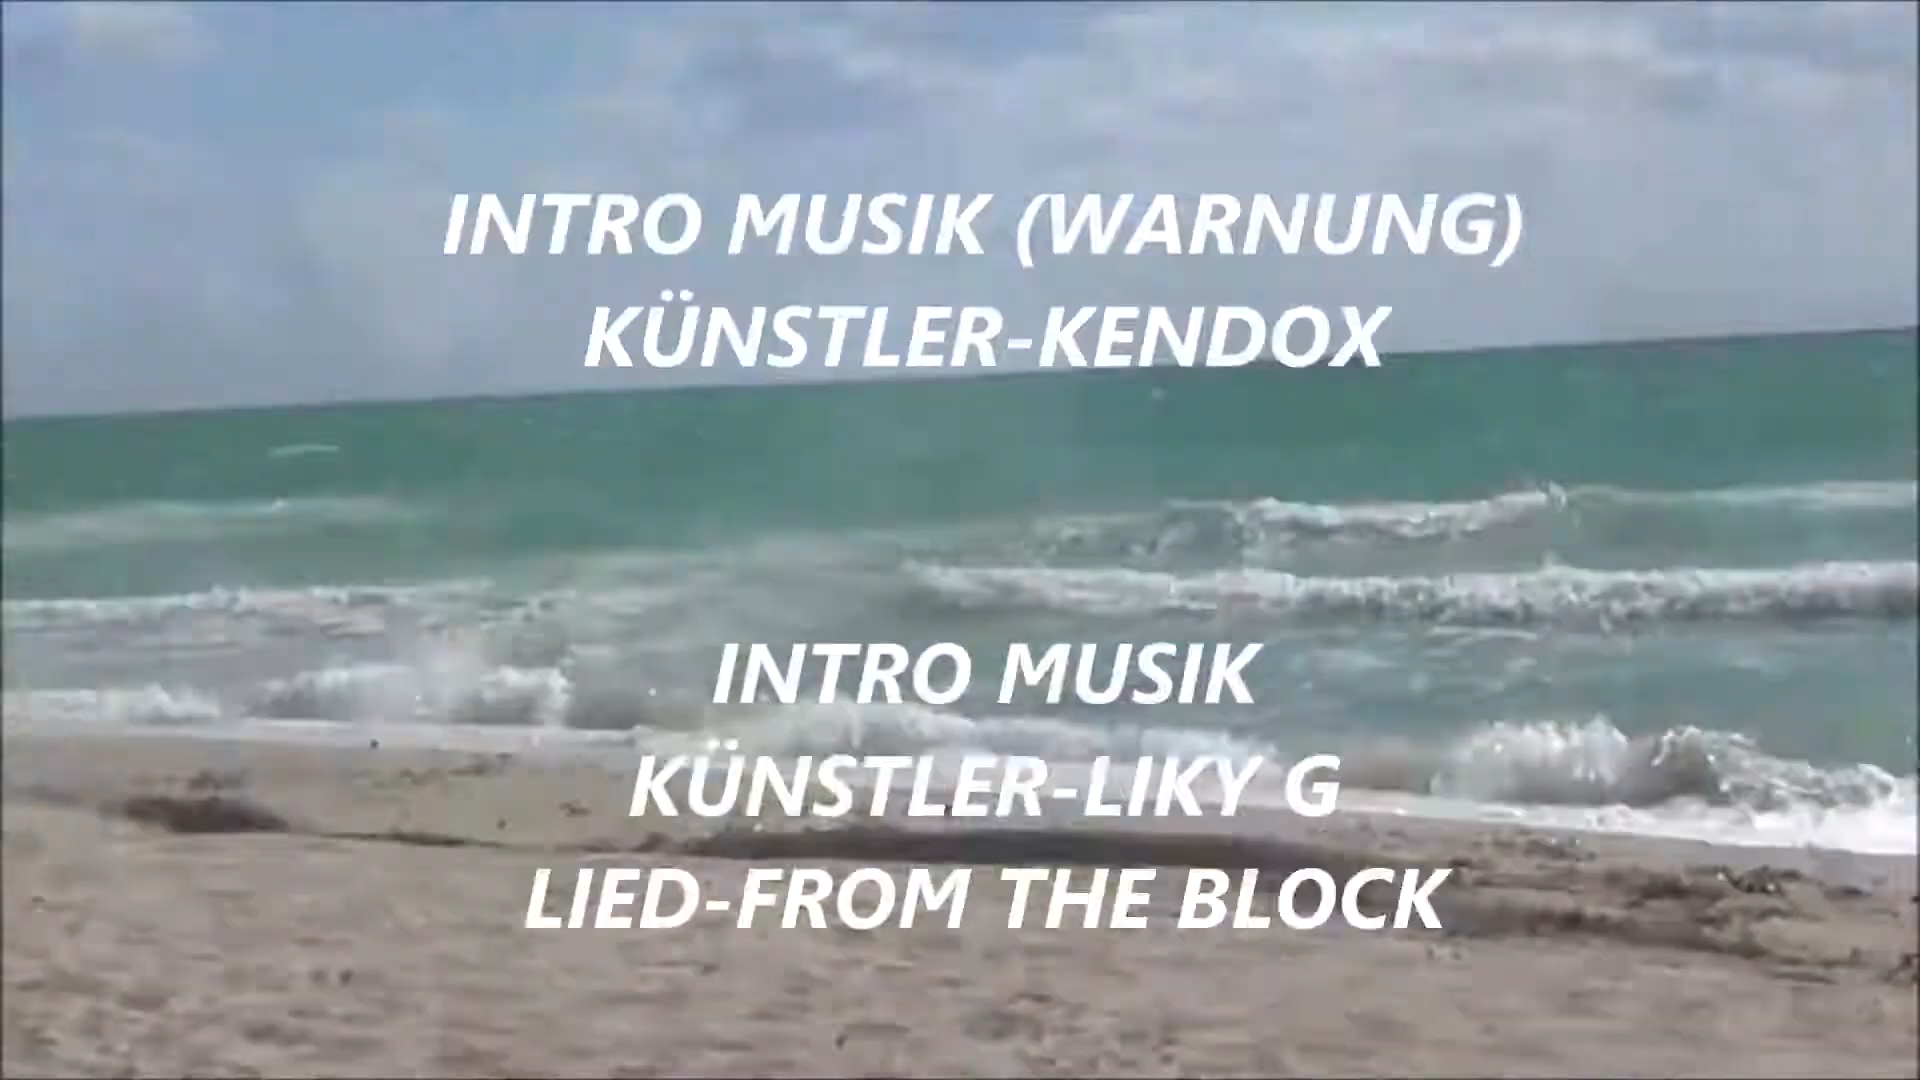 INTRO MUSIK (WARNUNG)
KÜNSTLER-KENDOX
INTRO MUSIK
KÜNSTLER-LIKY G
LIED-FROM THE BLOCK